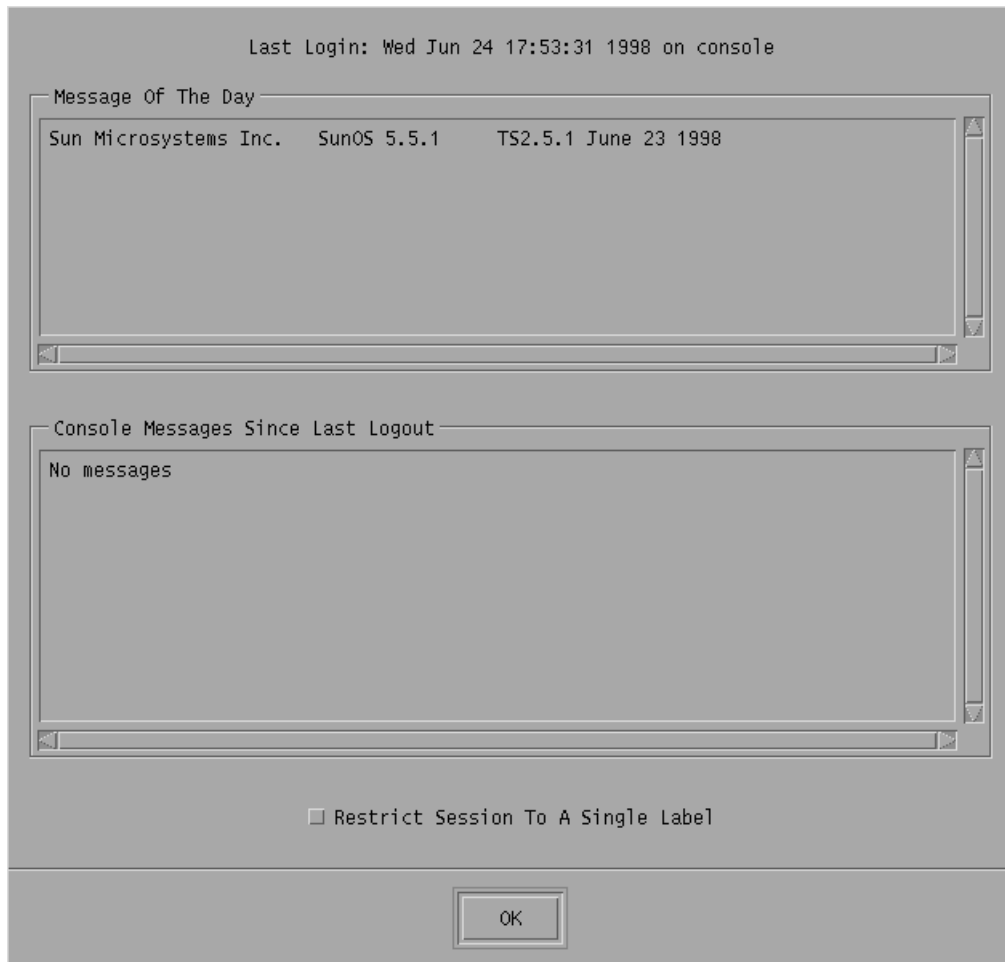 Last Login: Wed Jun 24 17:53:31 1998 on console
Message Of The Day
Sun Microsystems Inc.   SunOS 5.5.1     TS2.5.1 June 23 1998
Console Messages Since Last Logout
No messages
Restrict Session To A Single Label
OK